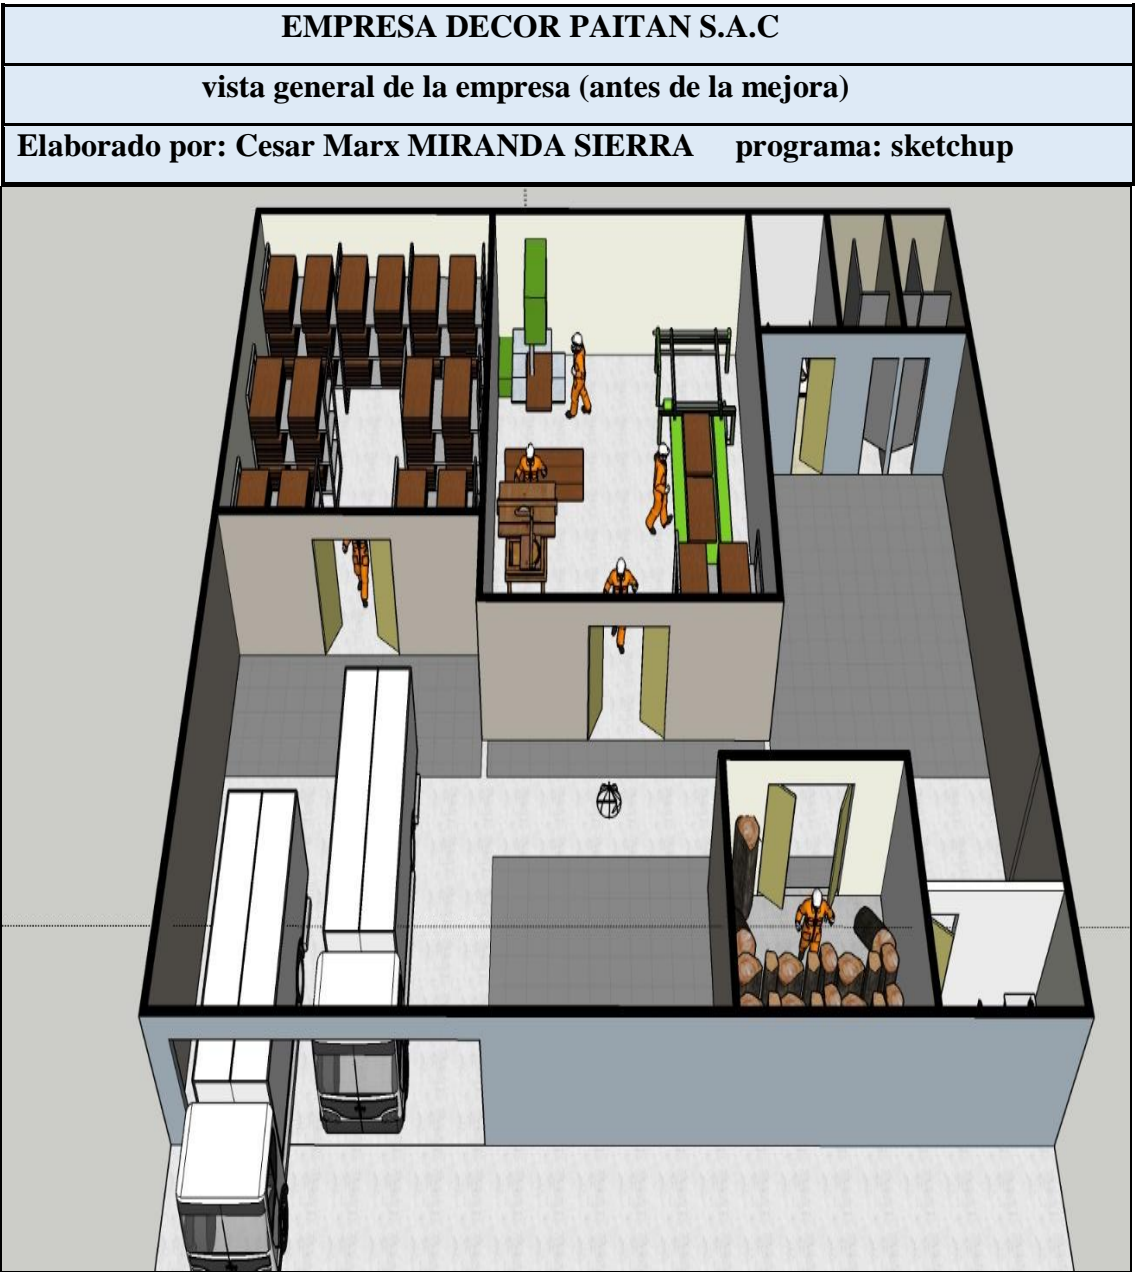 EMPRESA DECOR PAITAN S.A.C
vista general de la empresa (antes de la mejora)
Elaborado por: Cesar Marx MIRANDA SIERRA programa: sketchup